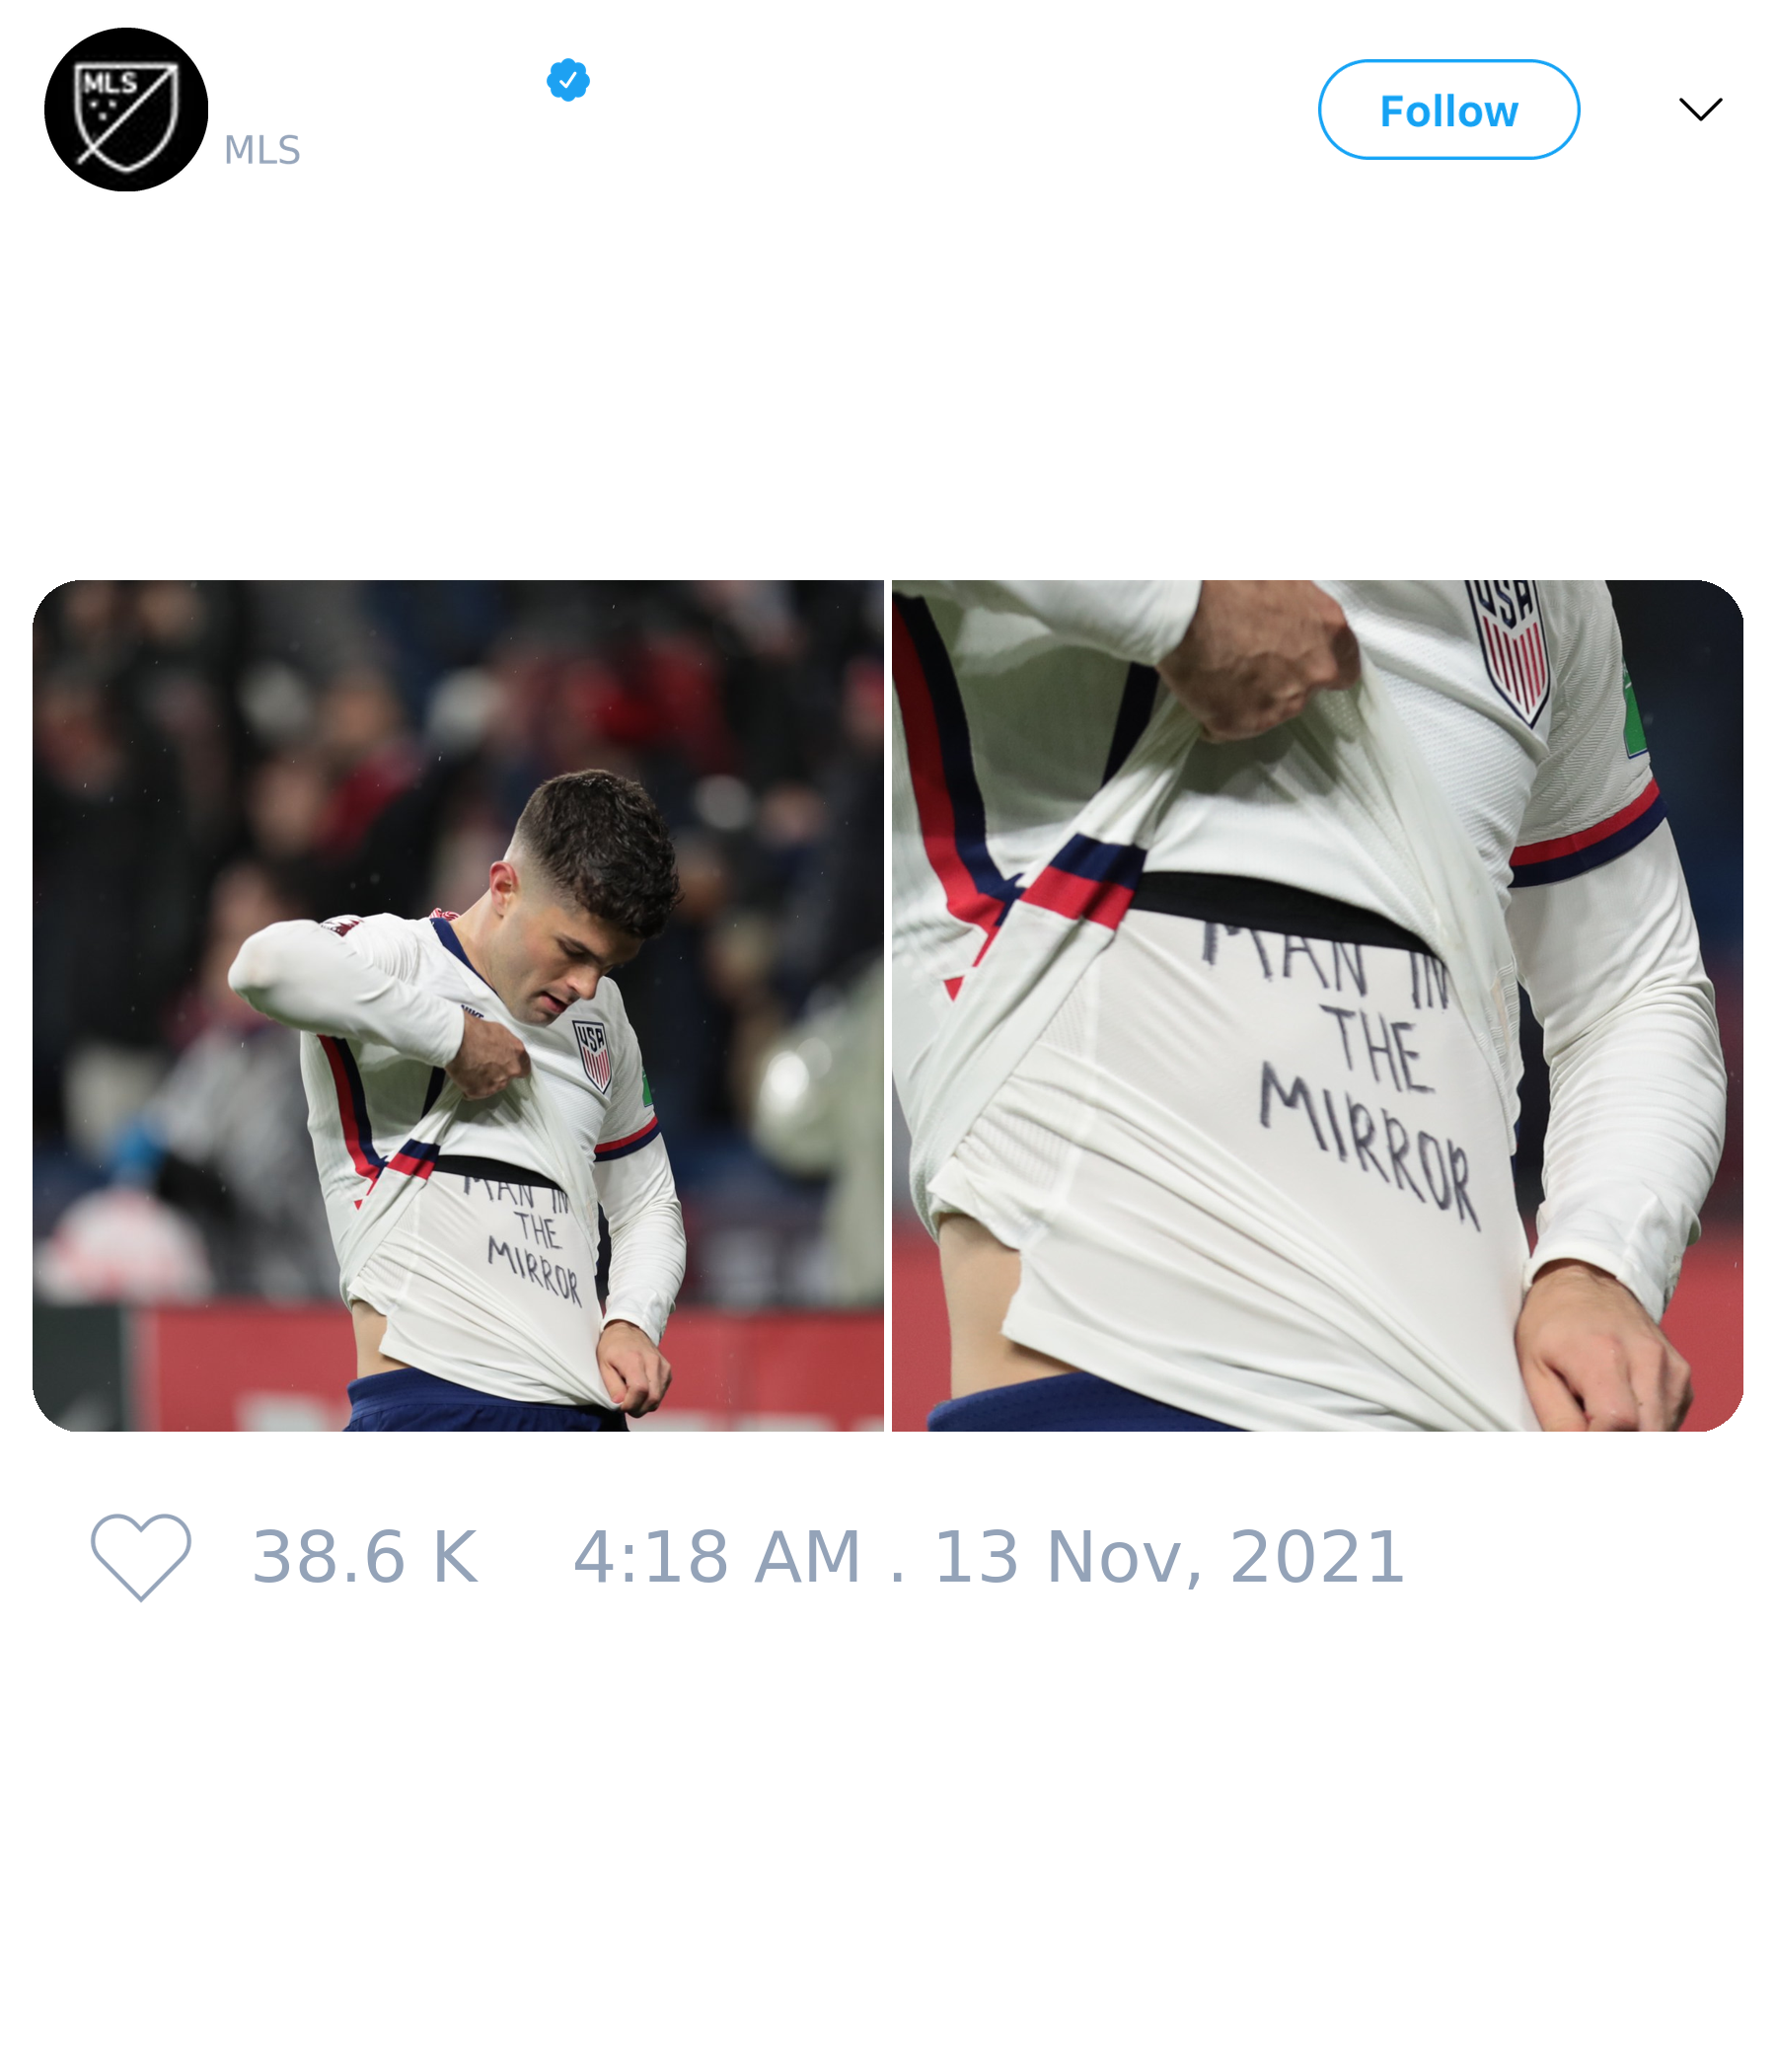 MLS
MLS
Follow
USA
MAN IN
THE
MIRROR
USA
MAN IN
THE
MIRROR
38.6 K 4:18 AM . 13 Nov, 2021